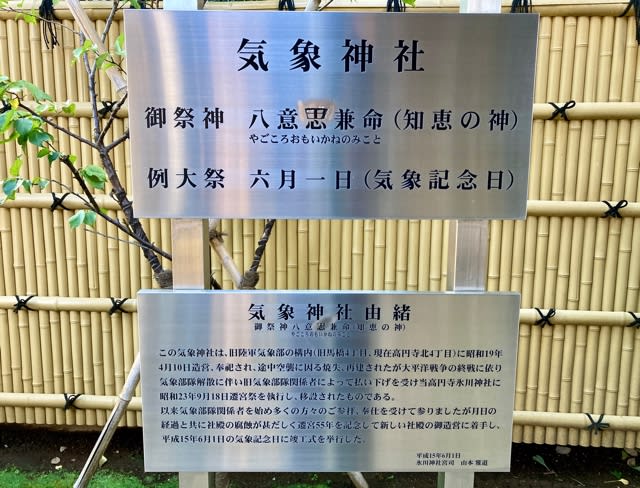 気象神社
御祭神 八意思兼命(知恵の神)
やごころおもいかねのみこと
例大祭 六月一日(気象記念日)
気象神社由緒
御祭神八意思兼命(知恵の神)
やごころおもいかねのみこと
この気象神社は、旧陸軍気象部の構内(旧馬橋4丁目、現在高円寺北4丁目)に昭和19年
4月10日造営、奉祀され、途中空襲に因る焼失、再建されたが大平洋戦争の終戦に依り
気象部隊解散に伴い旧気象部隊関係者によって払い下げを受け当高円寺氷川神社に
昭和23年9月18日遷宮祭を執行し、移設されたものである。
以来気象部隊関係者を始め多くの方々のご参拝、奉仕を受けて参りましたが月日の
経過と共に社殿の腐蝕が甚だしく遷宮55年を記念して新しい社殿の御造営に着手し、
平成15年6月1日の気象記念日に竣工式を挙行した。
平成15年6月1日
氷川神社宮司 山本雅道